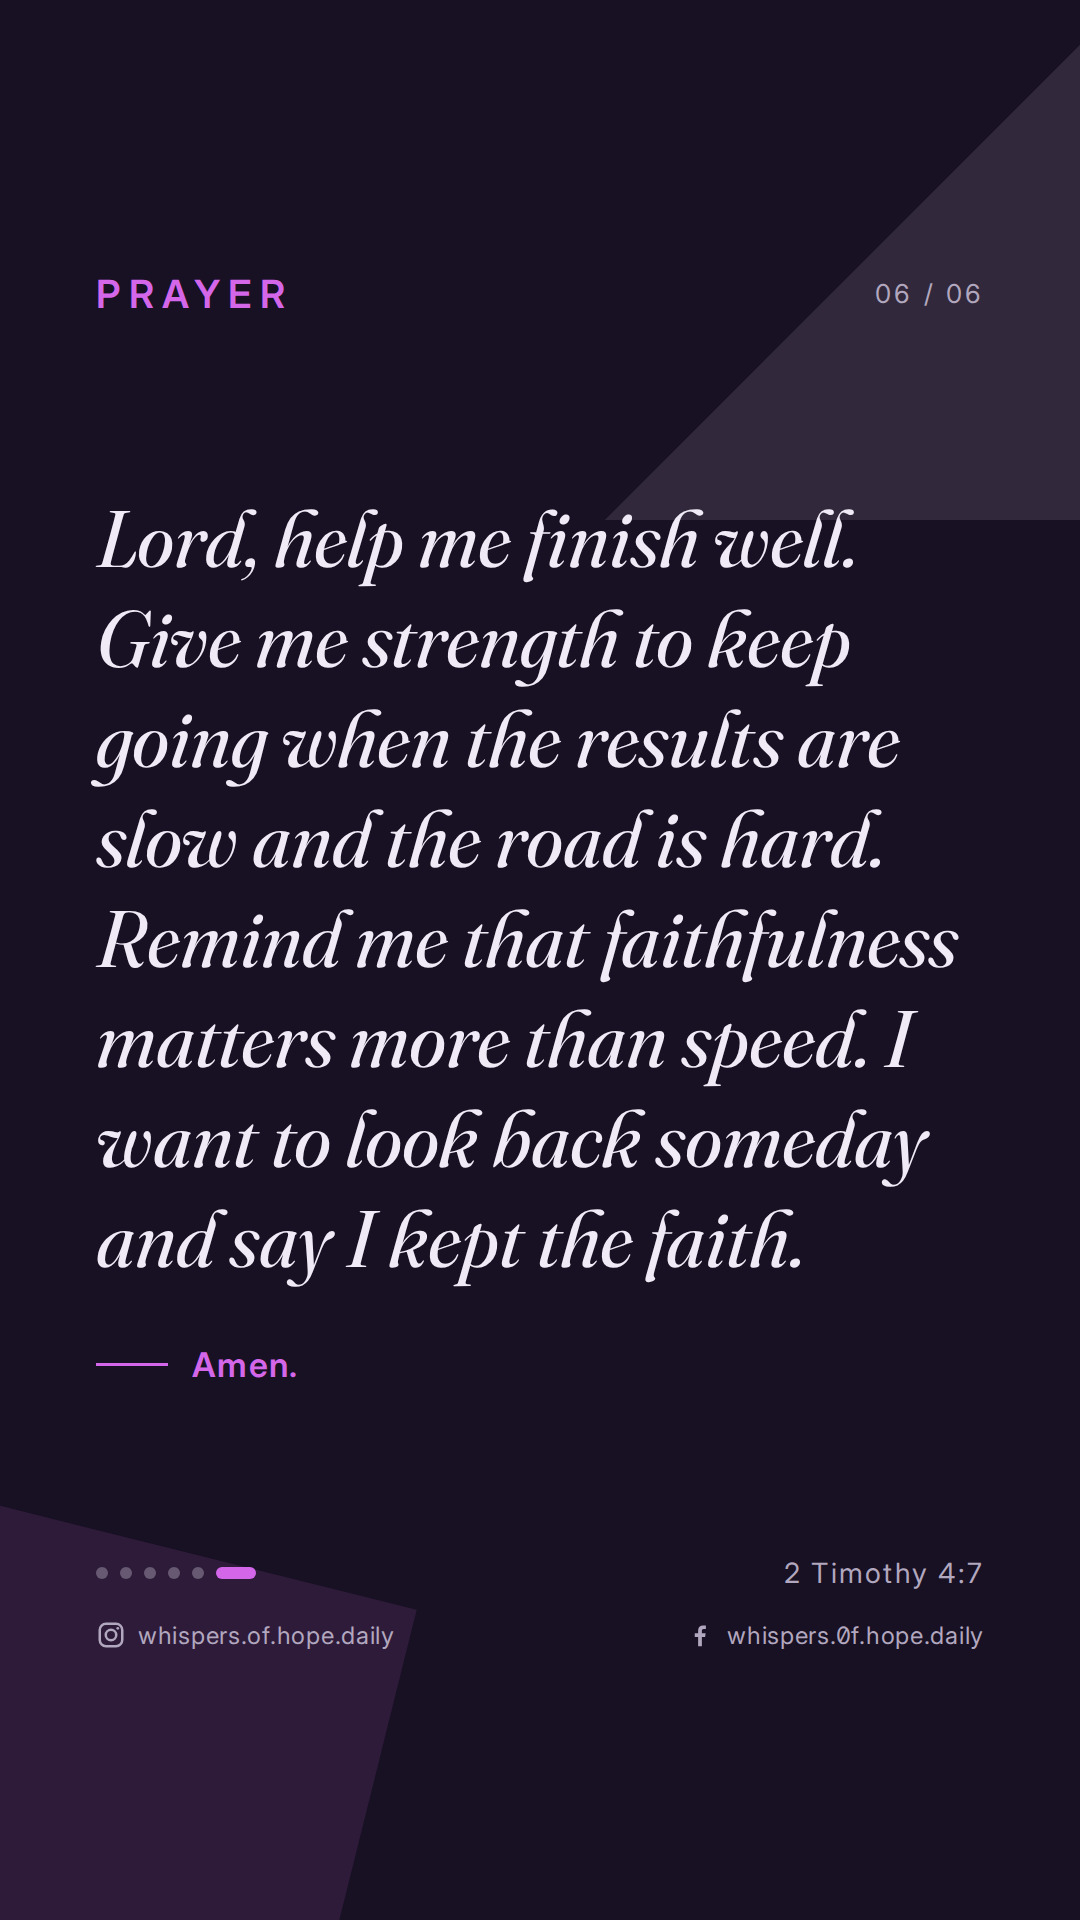 PRAYER
06 / 06
Lord, help me finish well.
Give me strength to keep
going when the results are
slow and the road is hard.
Remind me that faithfulness
matters more than speed. I
want to look back someday
and say I kept the faith.
Amen.
2 Timothy 4:7
whispers.of.hope.daily
whispers.0f.hope.daily